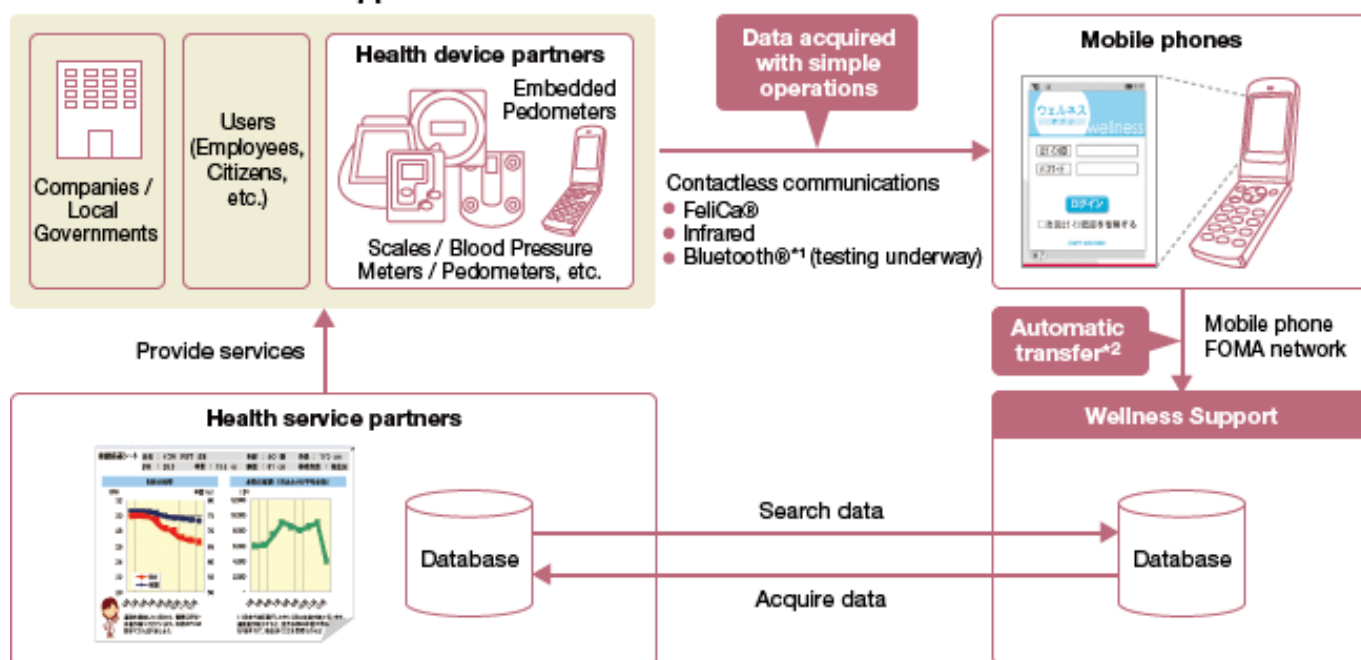 Health device partners
Embedded
Pedometers
Companies /
Local
Governments
Users
(Employees,
Citizens,
etc.)
Scales / Blood Pressure
Meters / Pedometers, etc.
Data acquired
with simple
operations
Contactless communications
FeliCa®
Infrared
Bluetooth®*1 (testing underway)
Mobile phones
ウェルネス
wellness
ログイン
Automatic
transfer*2
Mobile phone
FOMA network
Provide services
Health service partners
Database
Search data
Acquire data
Wellness Support
Database